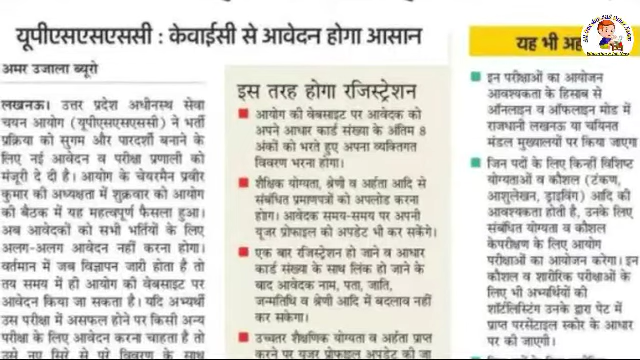 यूपीएसएसएससी : केवाईसी से आवेदन होगा आसान
अमर उजाला ब्यूरो
लखनऊ। उत्तर प्रदेश अधीनस्थ सेवा
चयन आयोग (यूपीएसएसएससी) ने भर्ती
प्रक्रिया को सुगम और पारदर्शी बनाने के
लिए नई आवेदन व परीक्षा प्रणाली को
मंजूरी दे दी है। आयोग के चेयरमैन प्रवीर
कुमार की अध्यक्षता में शुक्रवार को आयोग
की बैठक में यह महत्वपूर्ण फैसला हुआ।
अब आवेदकों को सभी भर्तियों के लिए
अलग-अलग आवेदन नहीं करना होगा।
वर्तमान में जब विज्ञापन जारी होता है तो
तय समय में ही आयोग की वेबसाइट पर
आवेदन किया जा सकता है। यदि अभ्यर्थी
उस परीक्षा में असफल होने पर किसी अन्य
परीक्षा के लिए आवेदन करना चाहता है तो
उसे नए सिरे से पूरे विवरण के साथ
इस तरह होगा रजिस्ट्रेशन
आयोग की वेबसाइट पर आवेदक को
अपने आधार कार्ड संख्या के अंतिम 8
अंकों को भरते हुए अपना व्यक्तिगत
विवरण भरना होगा।
शैक्षिक योग्यता, श्रेणी व अर्हता आदि से
संबंधित प्रमाणपत्रों को अपलोड करना
होगा। आवेदक समय-समय पर अपनी
यूजर प्रोफाइल को अपडेट भी कर सकेंगे।
एक बार रजिस्ट्रेशन हो जाने व आधार
कार्ड संख्या के साथ लिंक हो जाने के
बाद आवेदक नाम, पता, जाति,
जन्मतिथि व श्रेणी आदि में बदलाव नहीं
कर सकेगा।
उच्चतर शैक्षणिक योग्यता व अर्हता प्राप्त
करने पर यूजर प्रोफाइल अपडेट की जा
यह भी अह
इन परीक्षाओं का आयोजन
आवश्यकता के हिसाब से
ऑनलाइन व ऑफलाइन मोड में
राजधानी लखनऊ या चयनित
मंडल मुख्यालयों पर किया जाएगा
जिन पदों के लिए किन्हीं विशिष्ट
योग्यताओं व कौशल (टंकण,
आशुलेखन, ड्राइविंग) आदि की
आवश्यकता होती है, उनके लिए
संबंधित योग्यता व कौशल
केपरीक्षण के लिए आयोग
परीक्षाओं का आयोजन करेगा। इन
कौशल व शारीरिक परीक्षाओं के
लिए भी अभ्यर्थियों को
शॉर्टलिस्टिंग उनके द्वारा पेट में
प्राप्त परसेंटाइल स्कोर के आधार
पर की जाएगी।